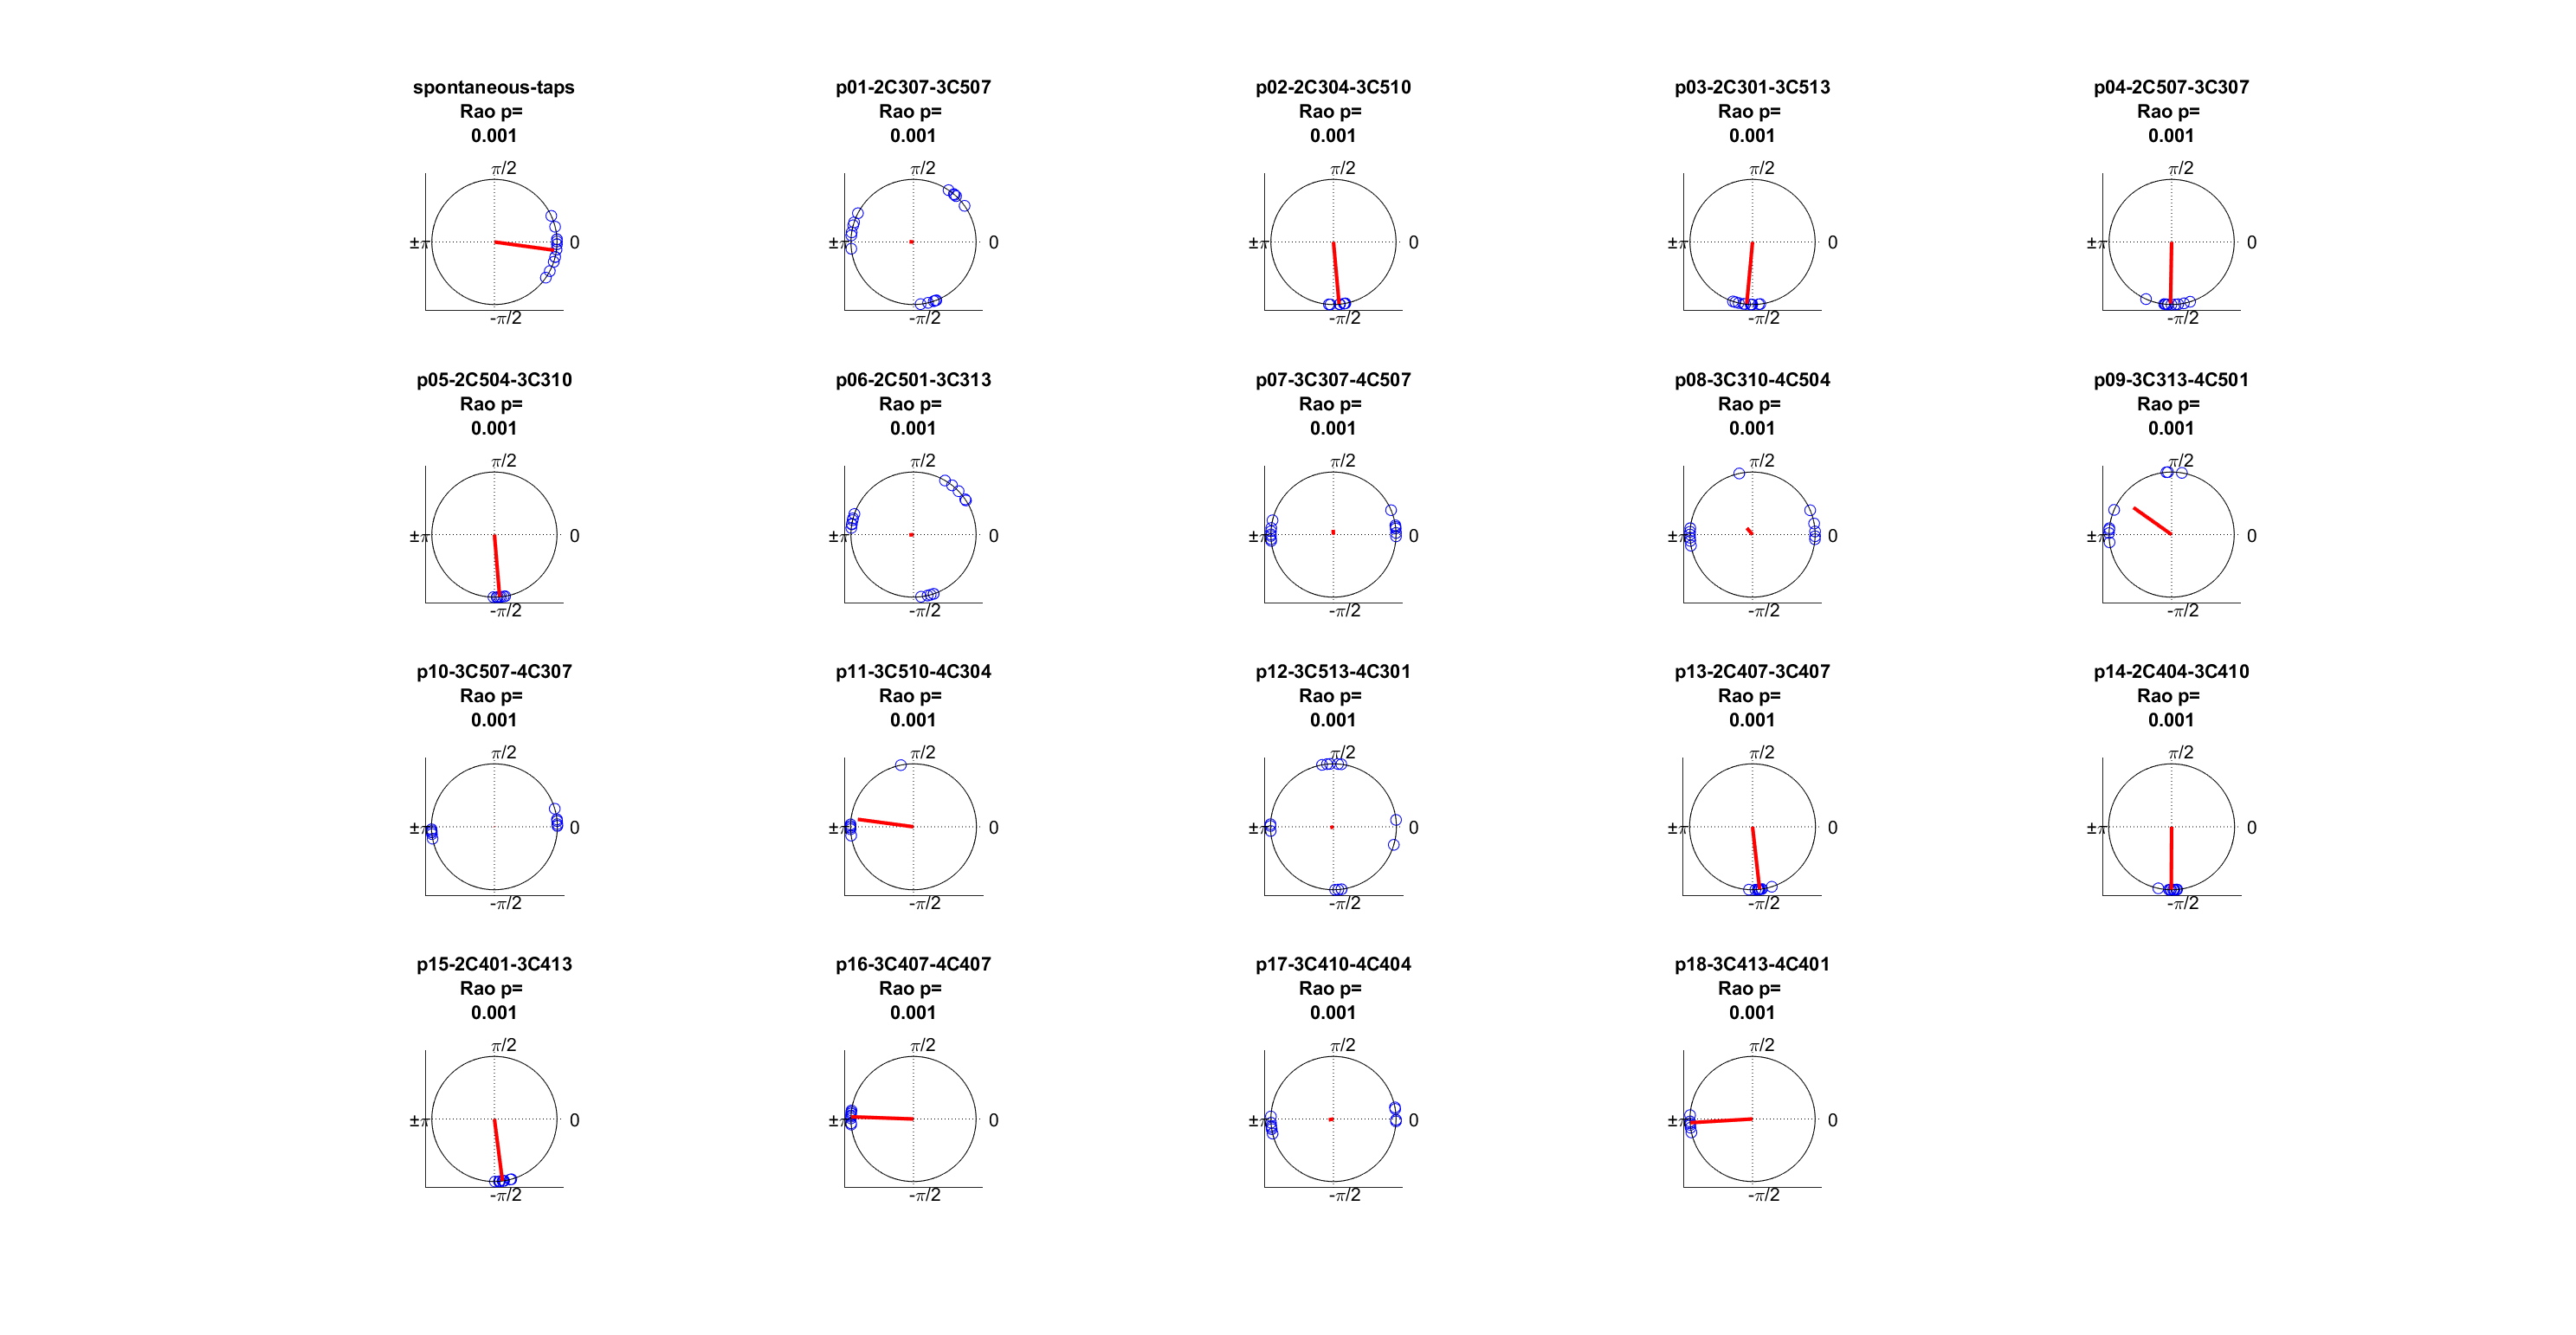 spontaneous-taps
Rao p=
0.001
π/2
±π
0
-π/2
p01-2C307-3C507
Rao p=
0.001
π/2
±π
0
-π/2
p02-2C304-3C510
Rao p=
0.001
π/2
±π
0
-π/2
p03-2C301-3C513
Rao p=
0.001
π/2
±π
0
-π/2
p04-2C507-3C307
Rao p=
0.001
π/2
±π
0
-π/2
p05-2C504-3C310
Rao p=
0.001
π/2
±π
0
-π/2
p06-2C501-3C313
Rao p=
0.001
π/2
±π
0
-π/2
p07-3C307-4C507
Rao p=
0.001
π/2
±π
0
-π/2
p08-3C310-4C504
Rao p=
0.001
π/2
±π
0
-π/2
p09-3C313-4C501
Rao p=
0.001
π/2
±π
0
-π/2
p10-3C507-4C307
Rao p=
0.001
π/2
±π
0
-π/2
p11-3C510-4C304
Rao p=
0.001
π/2
±π
0
-π/2
p12-3C513-4C301
Rao p=
0.001
π/2
±π
0
-π/2
p13-2C407-3C407
Rao p=
0.001
π/2
±π
0
-π/2
p14-2C404-3C410
Rao p=
0.001
π/2
±π
0
-π/2
p15-2C401-3C413
Rao p=
0.001
π/2
±π
0
-π/2
p16-3C407-4C407
Rao p=
0.001
π/2
±π
0
-π/2
p17-3C410-4C404
Rao p=
0.001
π/2
±π
0
-π/2
p18-3C413-4C401
Rao p=
0.001
π/2
±π
0
-π/2